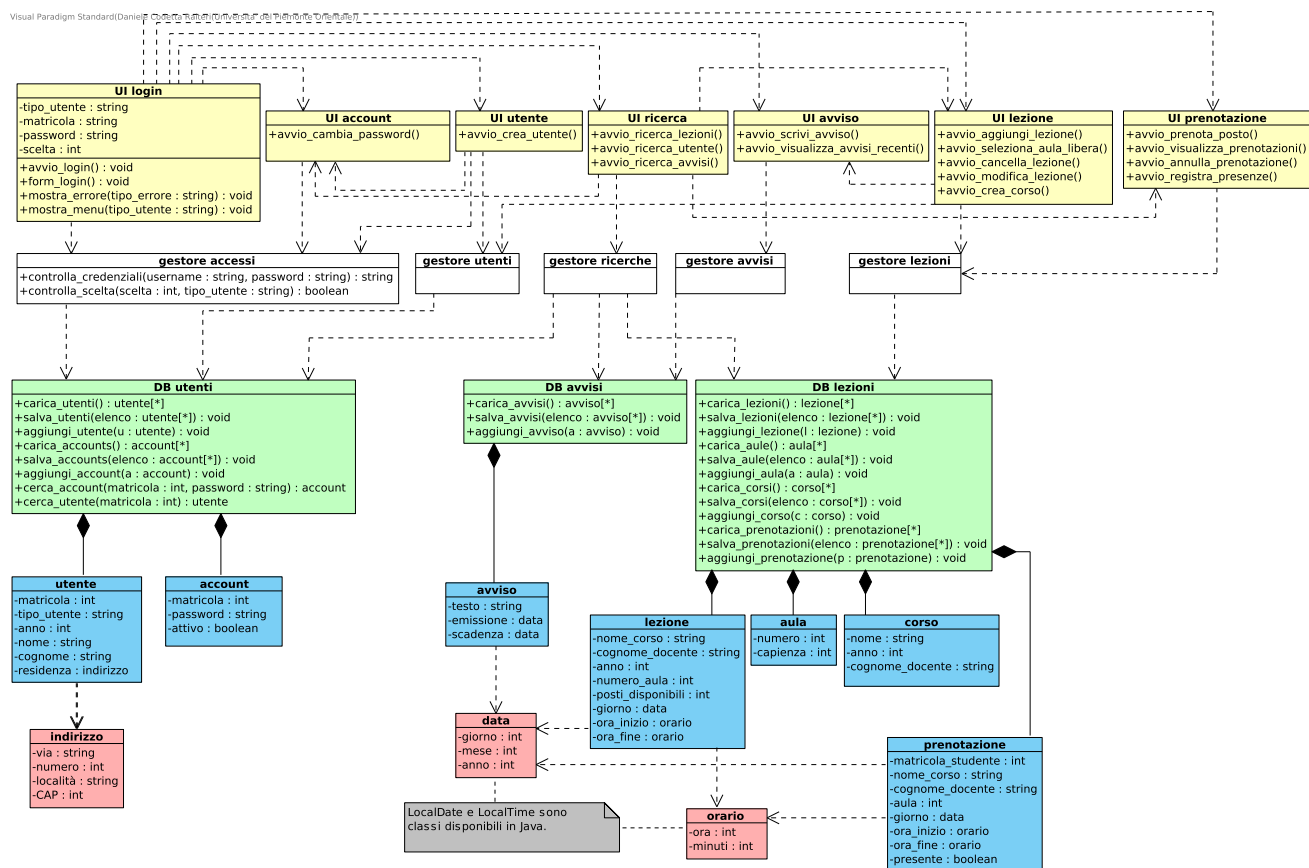 Visual Paradigm Standard(Daniele Codetta Raiteri(Universita' del Piemonte Orientale))
UI login
-tipo_utente : string
-matricola : string
-password : string
-scelta : int
+avvio_login() : void
+form_login() : void
+mostra_errore(tipo_errore : string) : void
+mostra_menu(tipo_utente : string) : void
UI account
+avvio_cambia_password()
UI utente
+avvio_crea_utente()
UI ricerca
+avvio_ricerca_lezioni()
+avvio_ricerca_utente()
+avvio_ricerca_avvisi()
UI avviso
+avvio_scrivi_avviso()
+avvio_visualizza_avvisi_recenti()
UI lezione
+avvio_aggiungi_lezione()
+avvio_seleziona_aula_libera()
+avvio_cancella_lezione()
+avvio_modifica_lezione()
+avvio_crea_corso()
UI prenotazione
+avvio_prenota_posto()
+avvio_visualizza_prenotazioni()
+avvio_annulla_prenotazione()
+avvio_registra_presenze()
gestore accessi
+controlla_credenziali(username : string, password : string) : string
+controlla_scelta(scelta : int, tipo_utente : string) : boolean
gestore utenti
gestore ricerche
gestore avvisi
gestore lezioni
DB utenti
+carica_utenti() : utente[*]
+salva_utenti(elenco : utente[*]) : void
+aggiungi_utente(u : utente) : void
+carica_accounts() : account[*]
+salva_accounts(elenco : account[*]) : void
+aggiungi_account(a : account) : void
+cerca_account(matricola : int, password : string) : account
+cerca_utente(matricola : int) : utente
DB avvisi
+carica_avvisi() : avviso[*]
+salva_avvisi(elenco : avviso[*]) : void
+aggiungi_avviso(a : avviso) : void
DB lezioni
+carica_lezioni() : lezione[*]
+salva_lezioni(elenco : lezione[*]) : void
+aggiungi_lezione(l : lezione) : void
+carica_aule() : aula[*]
+salva_aule(elenco : aula[*]) : void
+aggiungi_aula(a : aula) : void
+carica_corsi() : corso[*]
+salva_corsi(elenco : corso[*]) : void
+aggiungi_corso(c : corso) : void
+carica_prenotazioni() : prenotazione[*]
+salva_prenotazioni(elenco : prenotazione[*]) : void
+aggiungi_prenotazione(p : prenotazione) : void
utente
-matricola : int
-tipo_utente : string
-anno : int
-nome : string
-cognome : string
-residenza : indirizzo
account
-matricola : int
-password : string
-attivo : boolean
avviso
-testo : string
-emissione : data
-scadenza : data
lezione
-nome_corso : string
-cognome_docente : string
-anno : int
-numero_aula : int
-posti_disponibili : int
-giorno : data
-ora_inizio : orario
-ora_fine : orario
aula
-numero : int
-capienza : int
corso
-nome : string
-anno : int
-cognome_docente : string
indirizzo
-via : string
-numero : int
-località : string
-CAP : int
data
-giorno : int
-mese : int
-anno : int
prenotazione
-matricola_studente : int
-nome_corso : string
-cognome_docente : string
-aula : int
-giorno : data
-ora_inizio : orario
-ora_fine : orario
-presente : boolean
LocalDate e LocalTime sono
classi disponibili in Java.
orario
-ora : int
-minuti : int